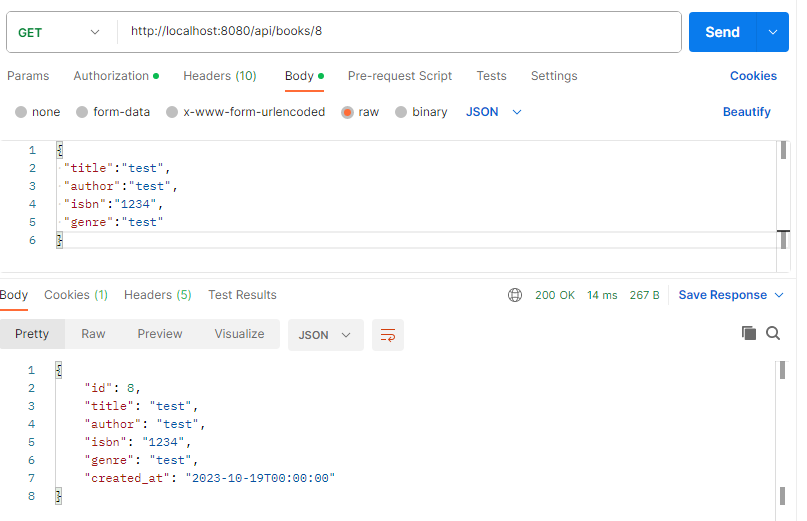 GET http://localhost:8080/api/books/8 Send
Params Authorization Headers (10) Body Pre-request Script Tests Settings Cookies
none form-data x-www-form-urlencoded raw binary JSON Beautify
1 {
2 "title":"test",
3 "author":"test",
4 "isbn":"1234",
5 "genre":"test"
6 }
Body Cookies (1) Headers (5) Test Results 200 OK 14 ms 267 B Save Response
Pretty Raw Preview Visualize JSON
1 {
2 "id": 8,
3 "title": "test",
4 "author": "test",
5 "isbn": "1234",
6 "genre": "test",
7 "created_at": "2023-10-19T00:00:00"
8 }